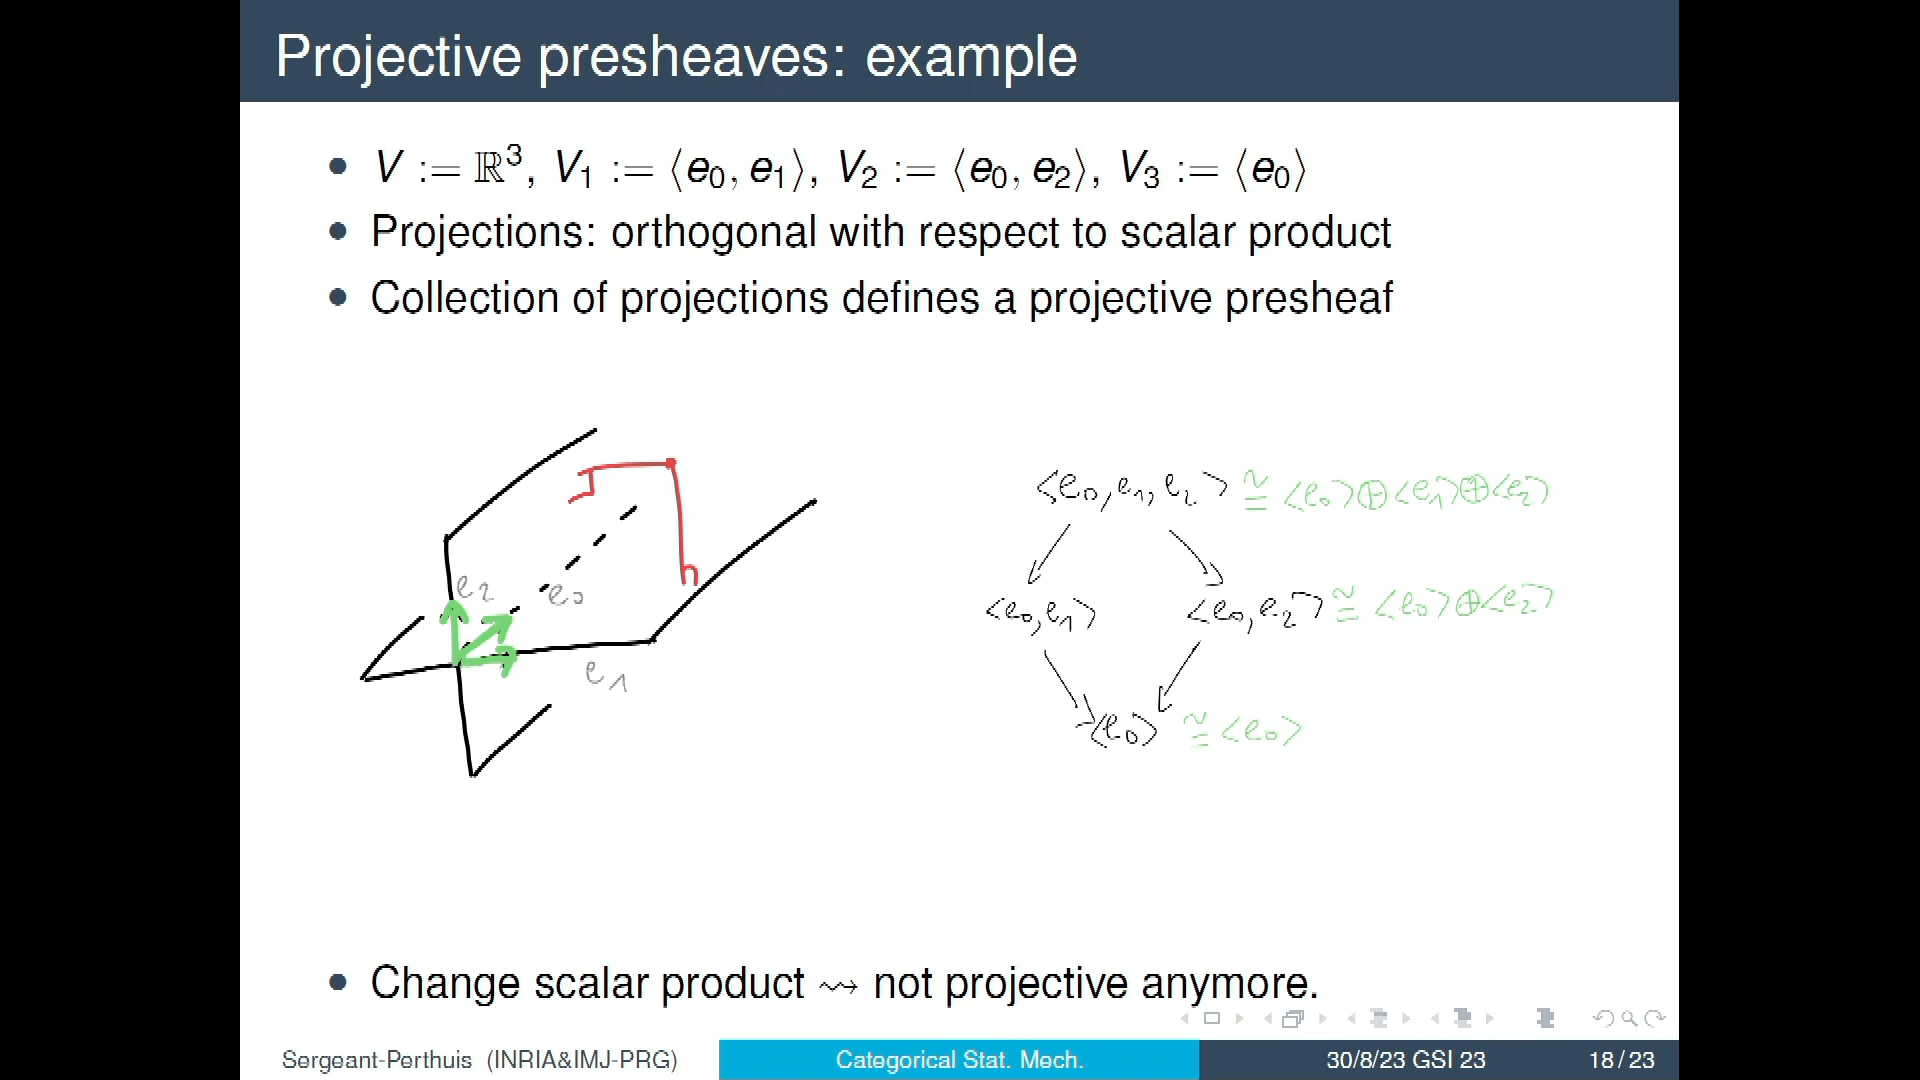 Projective presheaves: example
• V := ℝ³, V₁ := ⟨e₀, e₁⟩, V₂ := ⟨e₀, e₂⟩, V₃ := ⟨e₀⟩
• Projections: orthogonal with respect to scalar product
• Collection of projections defines a projective presheaf
e₂ e₀
e₁
<e₀,e₁,e₂> ≅ <e₀>⊕<e₁>⊕<e₂>
<e₀,e₁> <e₀,e₂> ≅ <e₀>⊕<e₂>
<e₀> ≅ <e₀>
• Change scalar product ⇝ not projective anymore.
Sergeant-Perthuis (INRIA&IMJ-PRG) Categorical Stat. Mech. 30/8/23 GSI 23 18/23